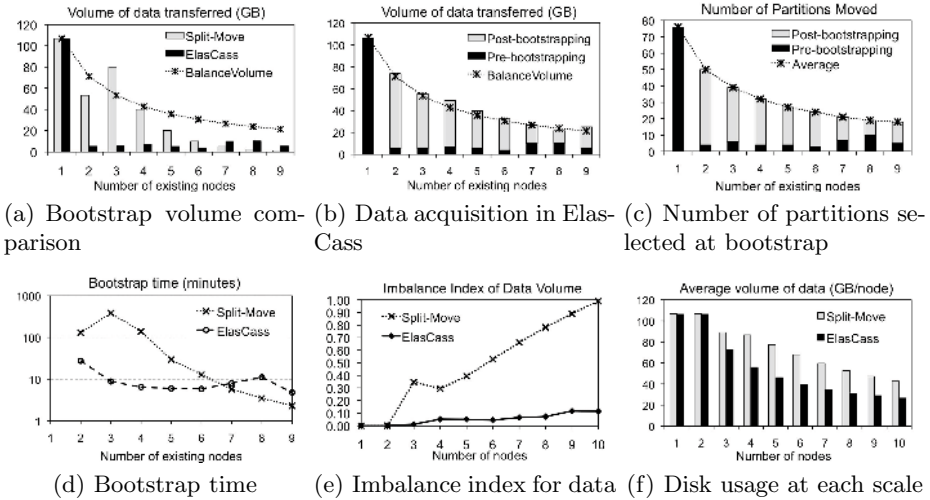 Volume of data transferred (GB)
120
100
80
60
40
20
0
Split-Move
ElasCass
BalanceVolume
1 2 3 4 5 6 7 8 9
Number of existing nodes
(a) Bootstrap volume com-
parison
Volume of data transferred (GB)
120
100
80
60
40
20
0
Post-bootstrapping
Pre-bootstrapping
BalanceVolume
1 2 3 4 5 6 7 8 9
Number of existing nodes
(b) Data acquisition in Elas-
Cass
Number of Partitions Moved
80
70
60
50
40
30
20
10
0
Post-bootstrapping
Pre-bootstrapping
Average
1 2 3 4 5 6 7 8 9
Number of existing nodes
(c) Number of partitions se-
lected at bootstrap
Bootstrap time (minutes)
1000
100
10
1
Split-Move
ElasCass
1 2 3 4 5 6 7 8 9
Number of existing nodes
(d) Bootstrap time
Imbalance Index of Data Volume
1.00
0.90
0.80
0.70
0.60
0.50
0.40
0.30
0.20
0.10
0.00
Split-Move
ElasCass
1 2 3 4 5 6 7 8 9 10
Number of nodes
(e) Imbalance index for data
Average volume of data (GB/node)
120
100
80
60
40
20
0
Split-Move
ElasCass
1 2 3 4 5 6 7 8 9 10
Number of nodes
(f) Disk usage at each scale